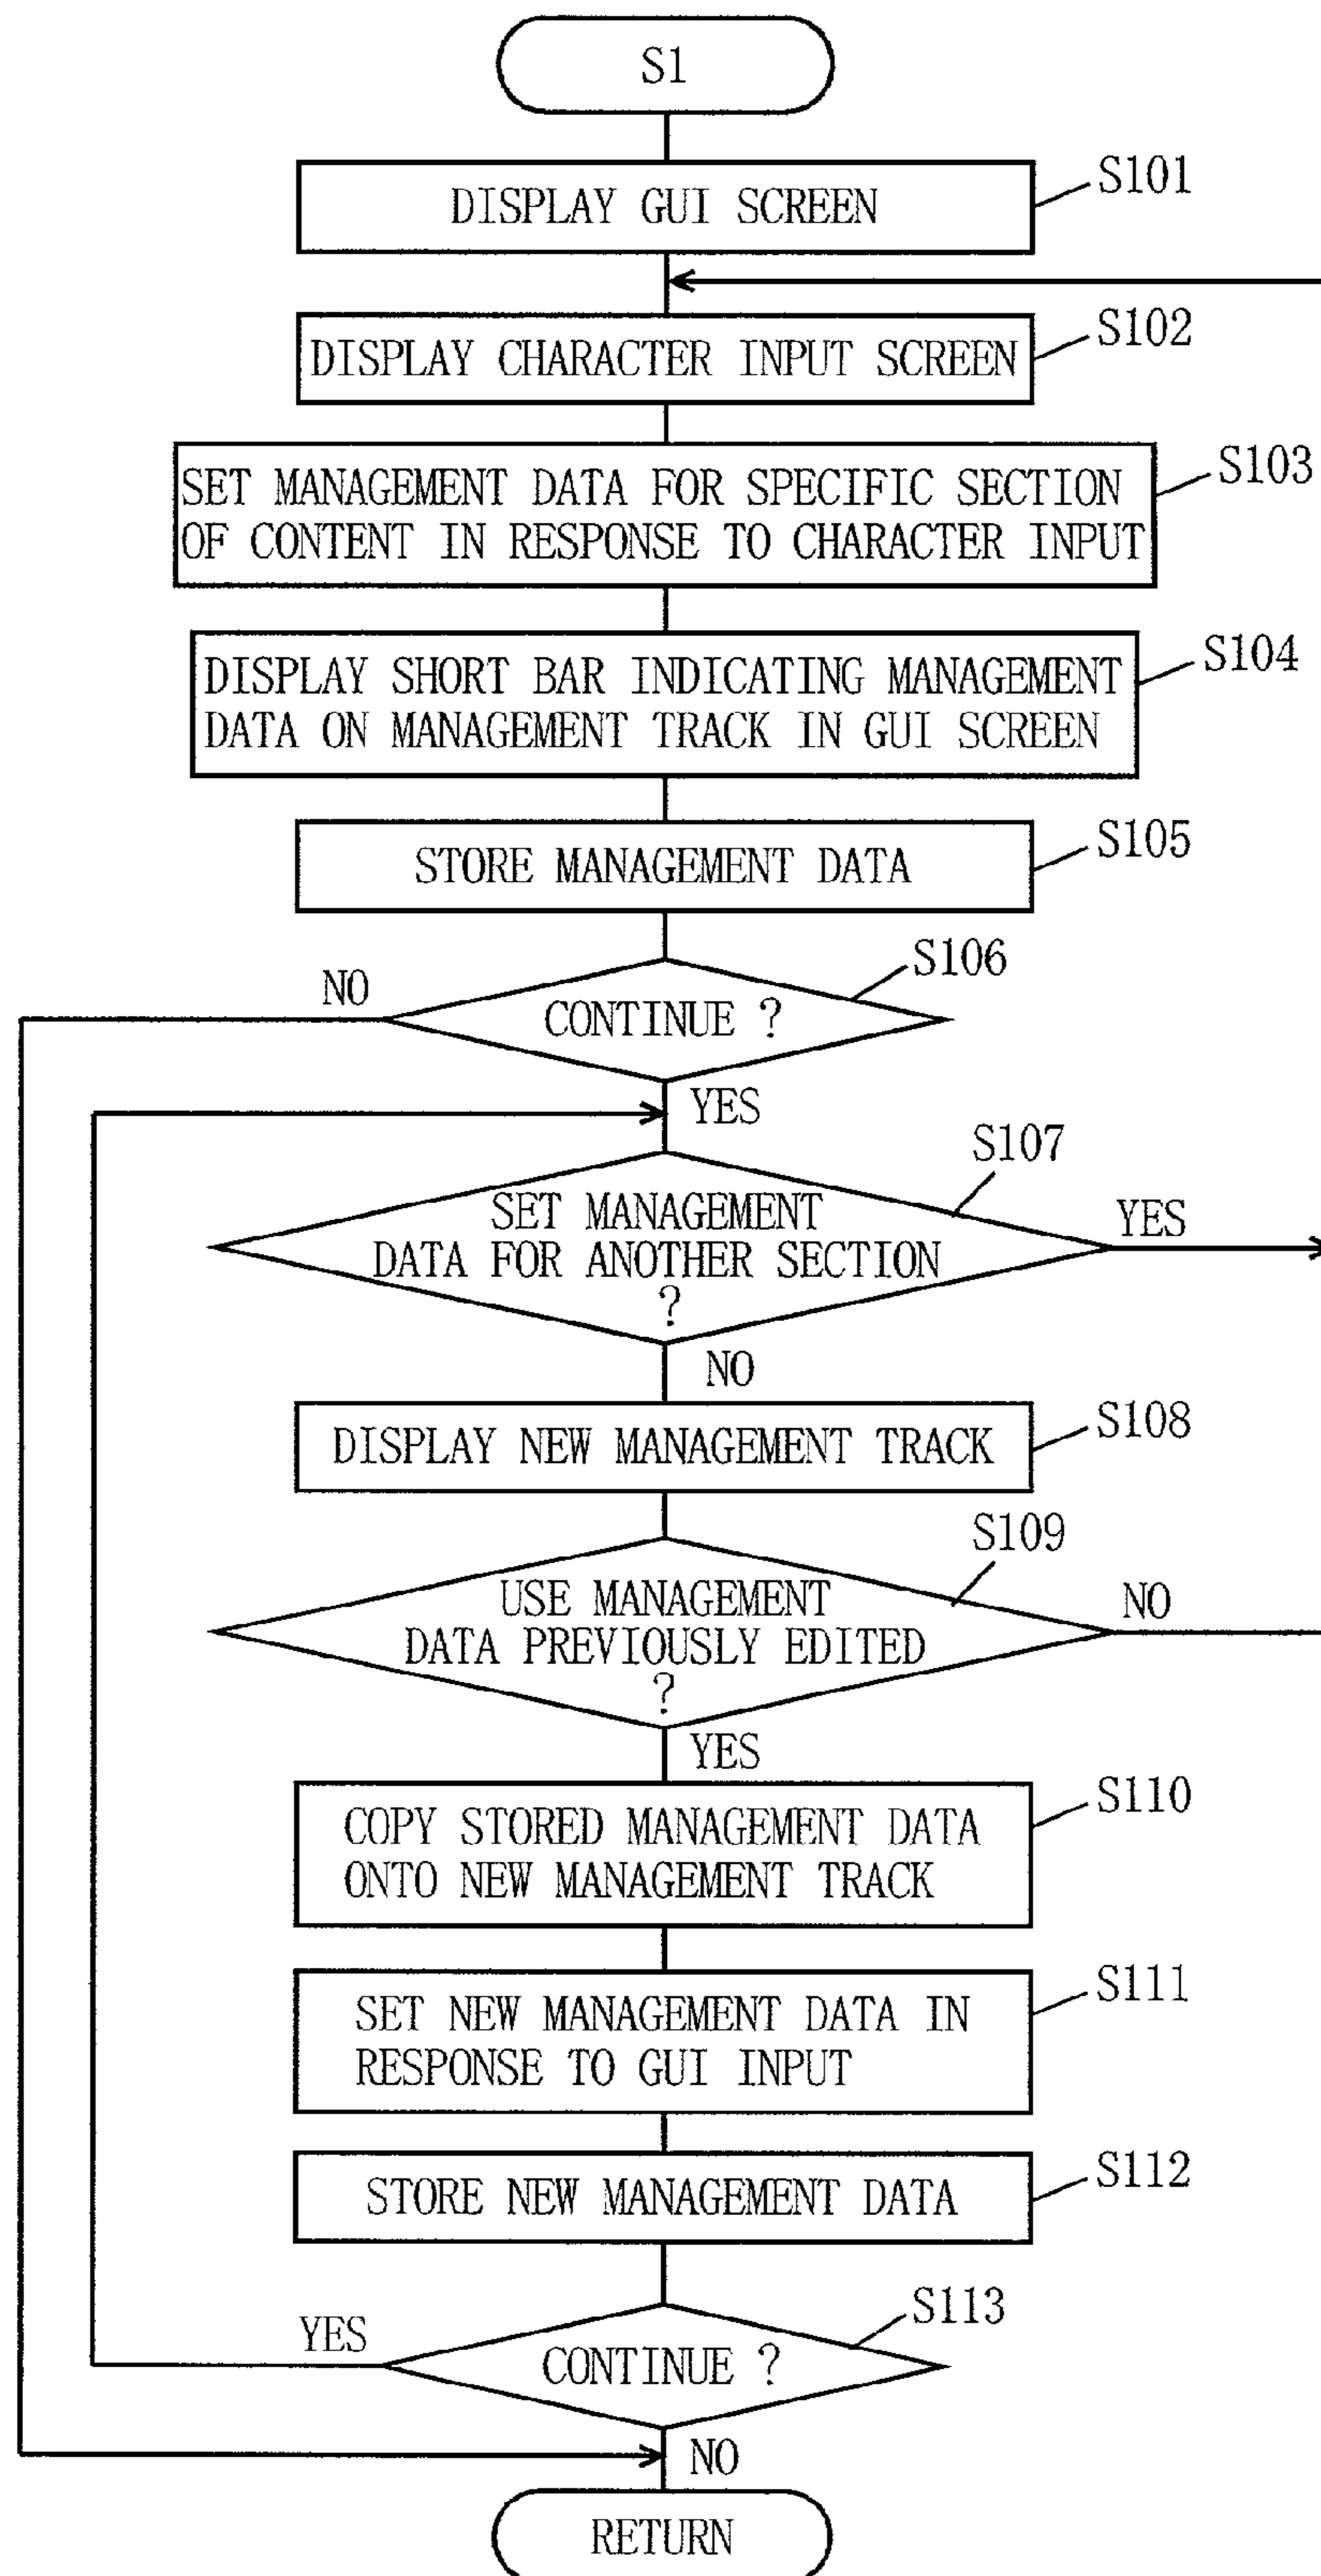 S1
DISPLAY GUI SCREEN
S101
DISPLAY CHARACTER INPUT SCREEN
S102
SET MANAGEMENT DATA FOR SPECIFIC SECTION
OF CONTENT IN RESPONSE TO CHARACTER INPUT
S103
DISPLAY SHORT BAR INDICATING MANAGEMENT
DATA ON MANAGEMENT TRACK IN GUI SCREEN
S104
STORE MANAGEMENT DATA
S105
NO
CONTINUE ?
S106
YES
SET MANAGEMENT
DATA FOR ANOTHER SECTION
?
S107
YES
NO
DISPLAY NEW MANAGEMENT TRACK
S108
USE MANAGEMENT
DATA PREVIOUSLY EDITED
?
S109
NO
YES
COPY STORED MANAGEMENT DATA
ONTO NEW MANAGEMENT TRACK
S110
SET NEW MANAGEMENT DATA IN
RESPONSE TO GUI INPUT
S111
STORE NEW MANAGEMENT DATA
S112
YES
CONTINUE ?
S113
NO
RETURN